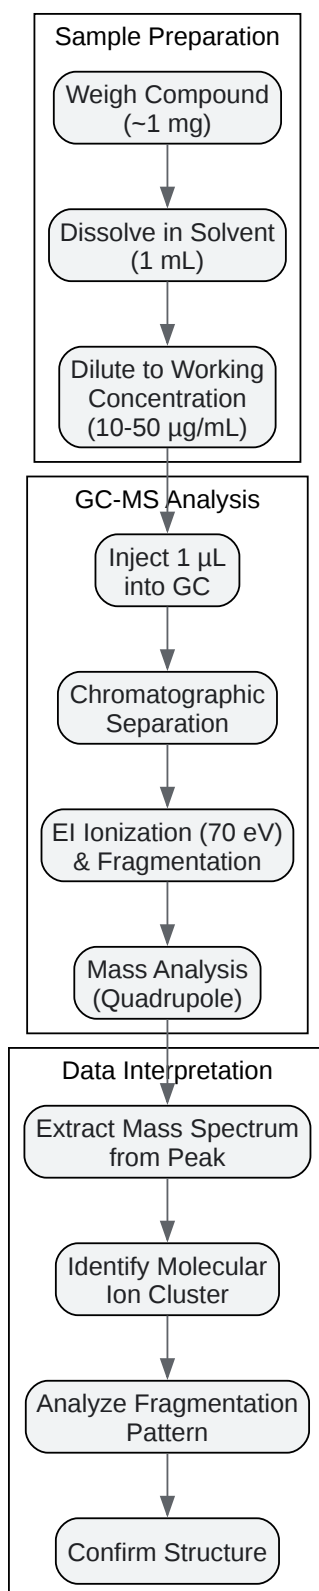 Sample Preparation
Weigh Compound
(~1 mg)
Dissolve in Solvent
(1 mL)
Dilute to Working
Concentration
(10-50 µg/mL)
GC-MS Analysis
Inject 1 µL
into GC
Chromatographic
Separation
EI Ionization (70 eV)
& Fragmentation
Mass Analysis
(Quadrupole)
Data Interpretation
Extract Mass Spectrum
from Peak
Identify Molecular
Ion Cluster
Analyze Fragmentation
Pattern
Confirm Structure